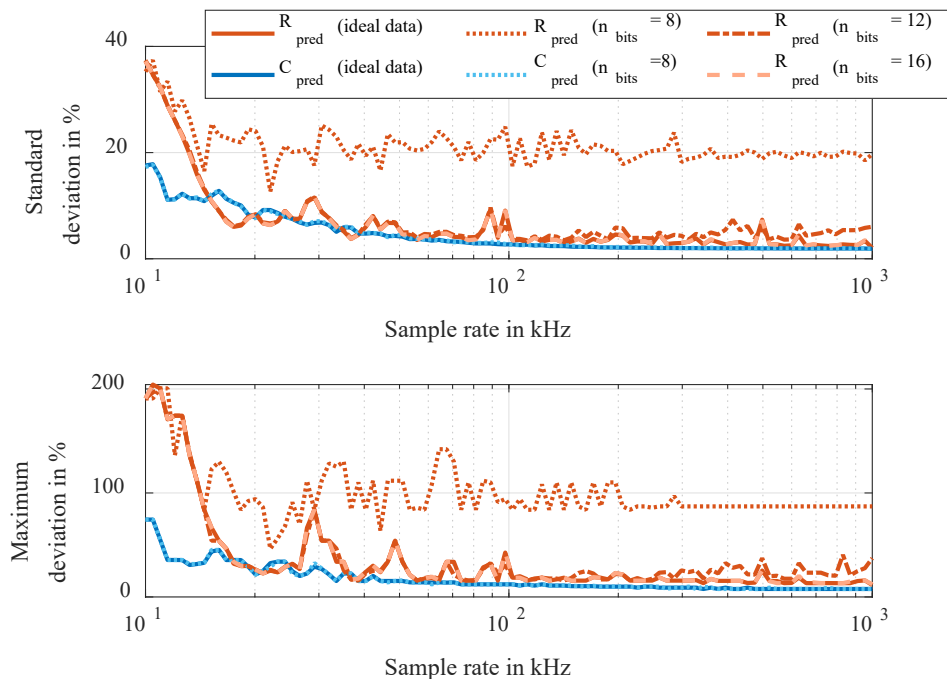 R pred (ideal data) R pred (n bits = 8) R pred (n bits = 12)
C pred (ideal data) C pred (n bits =8) R pred (n bits = 16)
40
20
0
Standard
deviation in %
10 1 10 2 10 3
Sample rate in kHz
200
100
0
Maximum
deviation in %
10 1 10 2 10 3
Sample rate in kHz